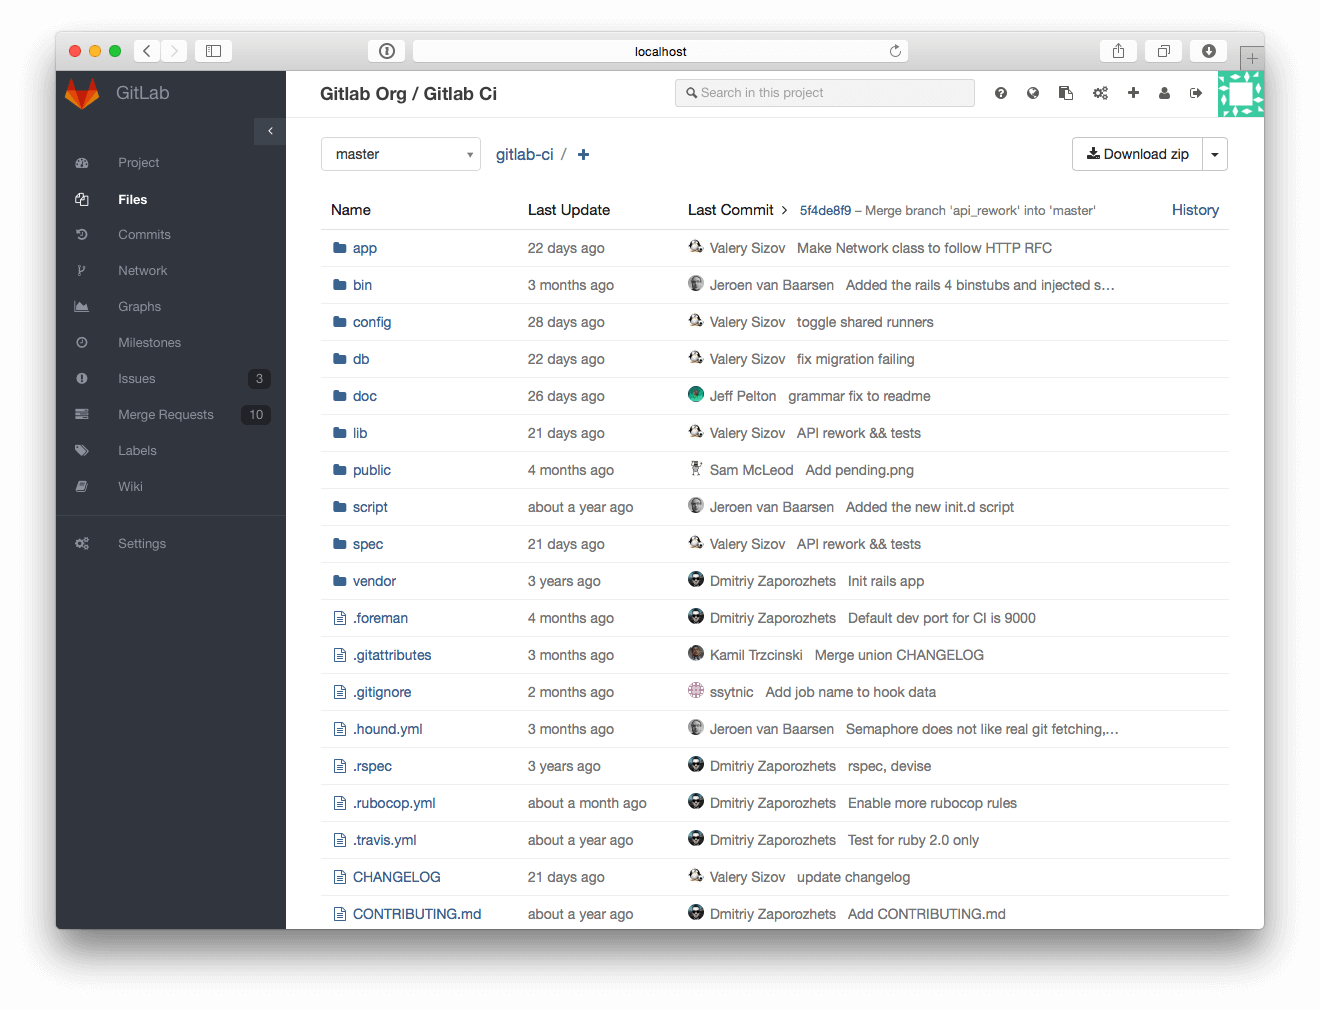 localhost
GitLab
Gitlab Org / Gitlab Ci
Search in this project
Project
Files
Commits
Network
Graphs
Milestones
Issues 3
Merge Requests 10
Labels
Wiki
Settings
master
gitlab-ci / +
Download zip
Name Last Update Last Commit > 5f4de8f9 – Merge branch 'api_rework' into 'master' History
app 22 days ago Valery Sizov Make Network class to follow HTTP RFC
bin 3 months ago Jeroen van Baarsen Added the rails 4 binstubs and injected s…
config 28 days ago Valery Sizov toggle shared runners
db 22 days ago Valery Sizov fix migration failing
doc 26 days ago Jeff Pelton grammar fix to readme
lib 21 days ago Valery Sizov API rework && tests
public 4 months ago Sam McLeod Add pending.png
script about a year ago Jeroen van Baarsen Added the new init.d script
spec 21 days ago Valery Sizov API rework && tests
vendor 3 years ago Dmitriy Zaporozhets Init rails app
.foreman 4 months ago Dmitriy Zaporozhets Default dev port for CI is 9000
.gitattributes 3 months ago Kamil Trzcinski Merge union CHANGELOG
.gitignore 2 months ago ssytnic Add job name to hook data
.hound.yml 3 months ago Jeroen van Baarsen Semaphore does not like real git fetching,…
.rspec 3 years ago Dmitriy Zaporozhets rspec, devise
.rubocop.yml about a month ago Dmitriy Zaporozhets Enable more rubocop rules
.travis.yml about a year ago Dmitriy Zaporozhets Test for ruby 2.0 only
CHANGELOG 21 days ago Valery Sizov update changelog
CONTRIBUTING.md about a year ago Dmitriy Zaporozhets Add CONTRIBUTING.md